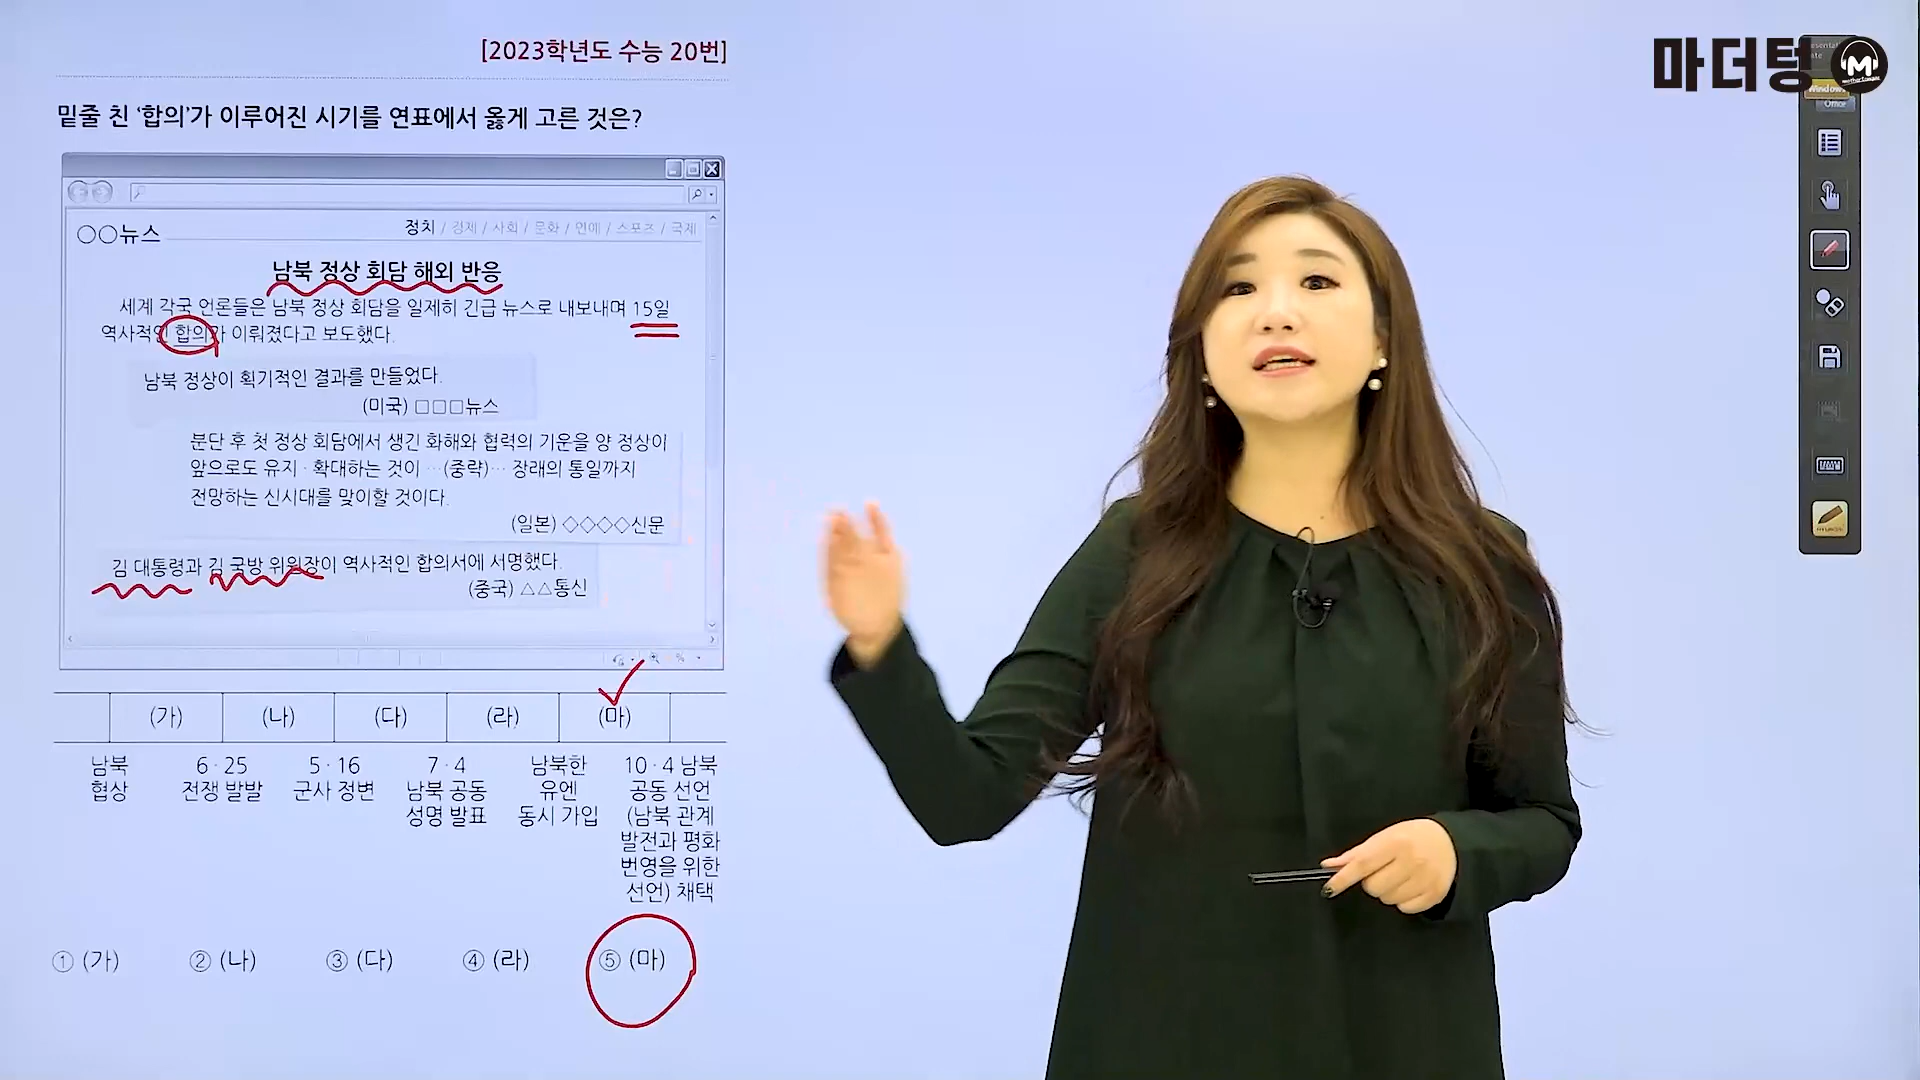 [2023학년도 수능 20번]
마더텅
밑줄 친 ‘합의’가 이루어진 시기를 연표에서 옳게 고른 것은?
○○뉴스
정치 / 경제 / 사회 / 문화 / 연예 / 스포츠 / 국제
남북 정상 회담 해외 반응
세계 각국 언론들은 남북 정상 회담을 일제히 긴급 뉴스로 내보내며 15일
역사적인 합의가 이뤄졌다고 보도했다.
남북 정상이 획기적인 결과를 만들었다.
(미국) □□□뉴스
분단 후 첫 정상 회담에서 생긴 화해와 협력의 기운을 양 정상이
앞으로도 유지 · 확대하는 것이 …(중략)… 장래의 통일까지
전망하는 신시대를 맞이할 것이다.
(일본) ◇◇◇◇신문
김 대통령과 김 국방 위원장이 역사적인 합의서에 서명했다.
(중국) △△통신
(가) (나) (다) (라) (마)
남북 6 · 25 5 · 16 7 · 4 남북한 10 · 4 남북
협상 전쟁 발발 군사 정변 남북 공동 유엔 공동 선언
성명 발표 동시 가입 (남북 관계
발전과 평화
번영을 위한
선언) 채택
① (가) ② (나) ③ (다) ④ (라) ⑤ (마)
Windows
Office